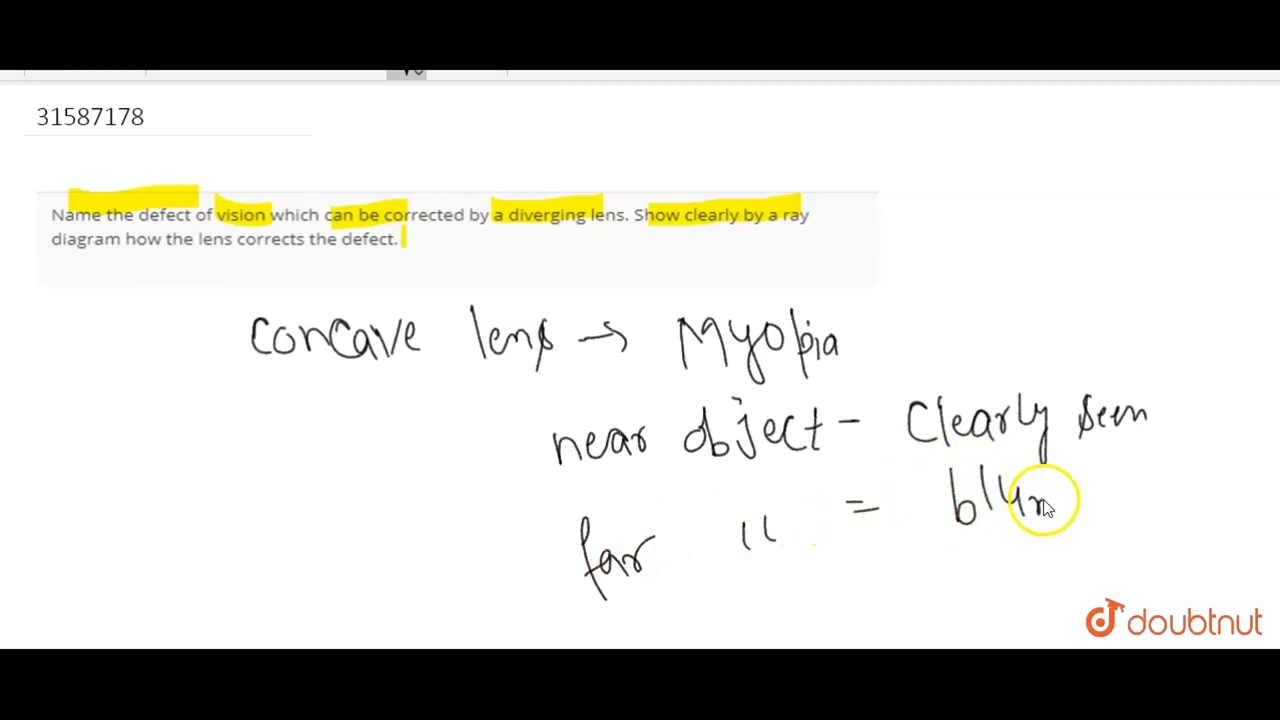 31587178
Name the defect of vision which can be corrected by a diverging lens. Show clearly by a ray
diagram how the lens corrects the defect.
concave lens → Myopia
near object - Clearly seen
far " = blur
doubtnut